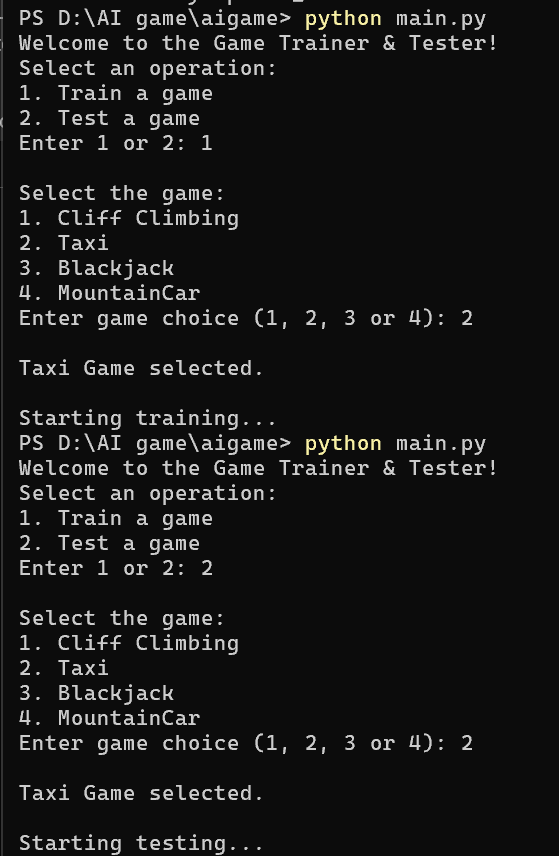 PS D:\AI game\aigame> python main.py
Welcome to the Game Trainer & Tester!
Select an operation:
1. Train a game
2. Test a game
Enter 1 or 2: 1
Select the game:
1. Cliff Climbing
2. Taxi
3. Blackjack
4. MountainCar
Enter game choice (1, 2, 3 or 4): 2
Taxi Game selected.
Starting training...
PS D:\AI game\aigame> python main.py
Welcome to the Game Trainer & Tester!
Select an operation:
1. Train a game
2. Test a game
Enter 1 or 2: 2
Select the game:
1. Cliff Climbing
2. Taxi
3. Blackjack
4. MountainCar
Enter game choice (1, 2, 3 or 4): 2
Taxi Game selected.
Starting testing...